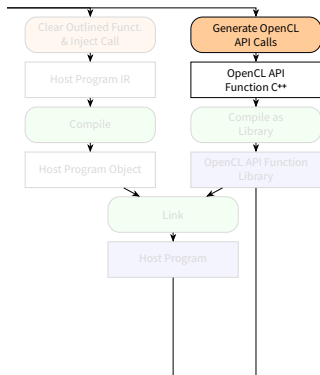 Clear Outlined Funct.
& Inject Call
Generate OpenCL
API Calls
Host Program IR
OpenCL API
Function C++
Compile
Compile as
Library
Host Program Object
OpenCL API Function
Library
Link
Host Program